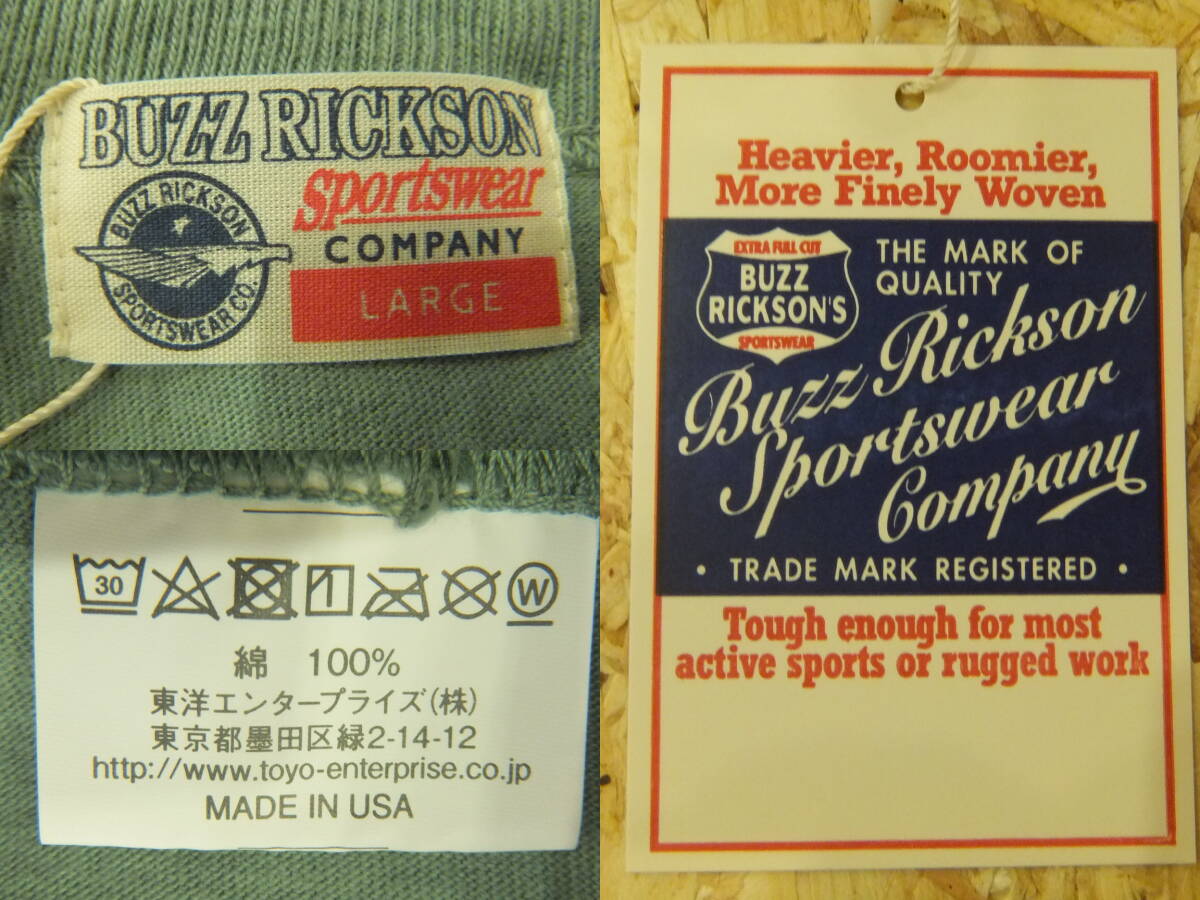 BUZZ RICKSON
Sportswear
COMPANY
LARGE
BUZZ RICKSON
SPORTSWEAR CO.
30
W
綿 100%
東洋エンタープライズ(株)
東京都墨田区緑2-14-12
http://www.toyo-enterprise.co.jp
MADE IN USA
Heavier, Roomier,
More Finely Woven
EXTRA FULL CUT
BUZZ
RICKSON'S
SPORTSWEAR
THE MARK OF
QUALITY
Buzz Rickson
Sportswear
Company
• TRADE MARK REGISTERED •
Tough enough for most
active sports or rugged work